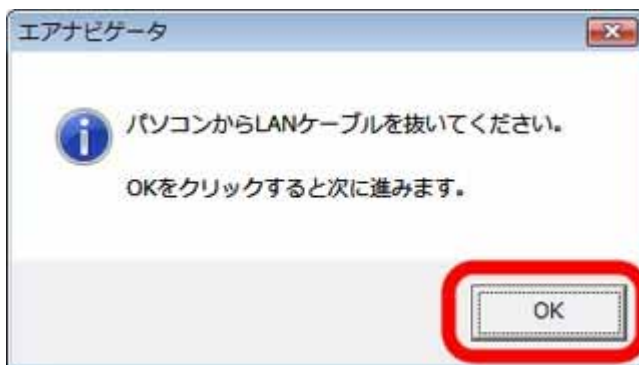 エアナビゲータ
パソコンからLANケーブルを抜いてください。
OKをクリックすると次に進みます。
OK